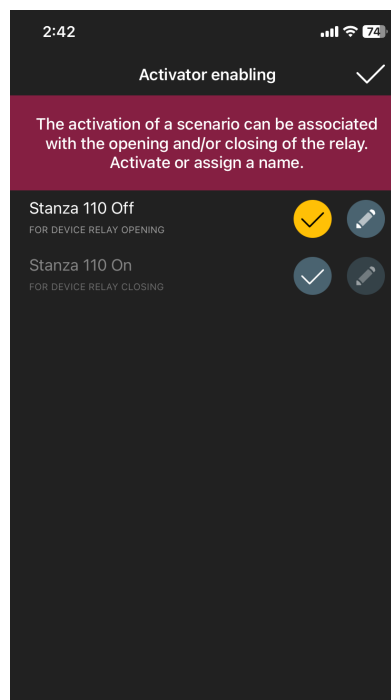 2:42
74
Activator enabling
The activation of a scenario can be associated
with the opening and/or closing of the relay.
Activate or assign a name.
Stanza 110 Off
FOR DEVICE RELAY OPENING
Stanza 110 On
FOR DEVICE RELAY CLOSING